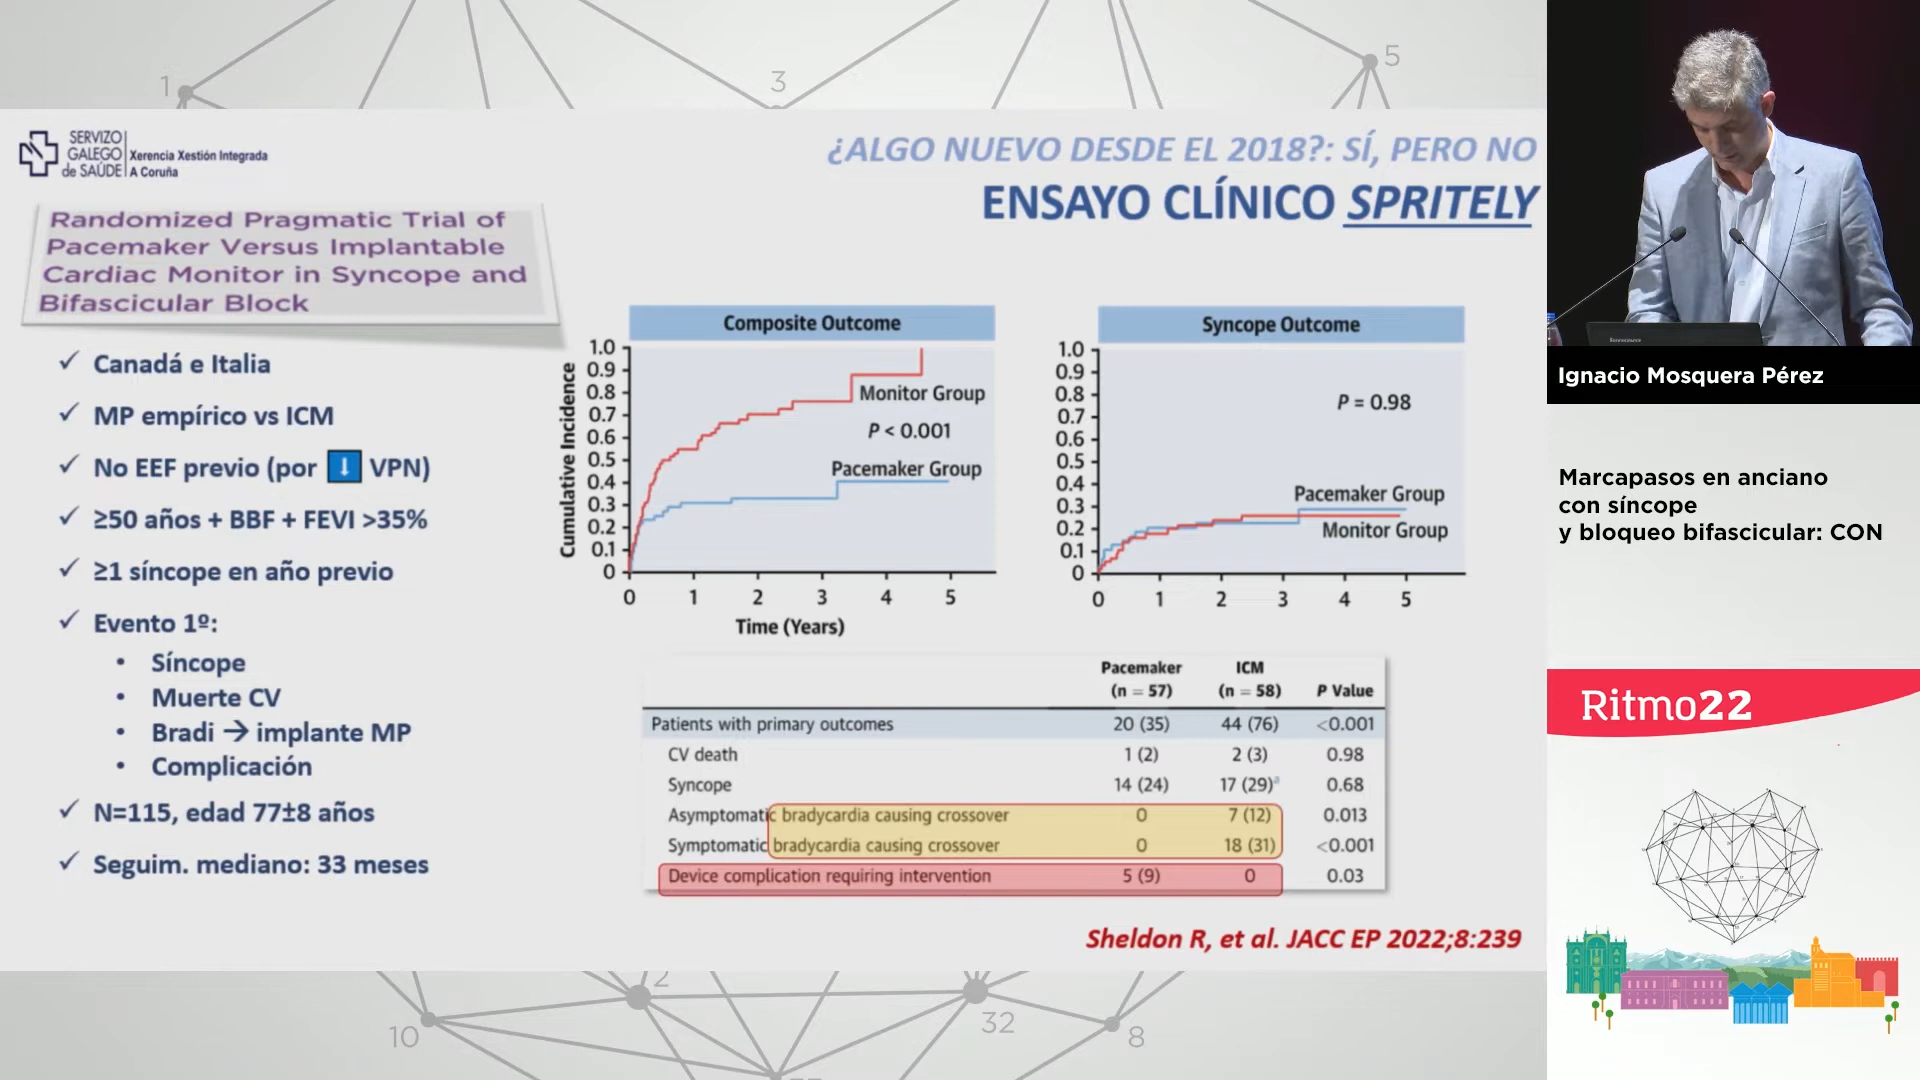 1
3
5
SERVIZO
GALEGO
de SAÚDE
Xerencia Xestión Integrada
A Coruña
¿ALGO NUEVO DESDE EL 2018?: SÍ, PERO NO
ENSAYO CLÍNICO SPRITELY
Randomized Pragmatic Trial of
Pacemaker Versus Implantable
Cardiac Monitor in Syncope and
Bifascicular Block
✓ Canadá e Italia
✓ MP empírico vs ICM
✓ No EEF previo (por ⬇ VPN)
✓ ≥50 años + BBF + FEVI >35%
✓ ≥1 síncope en año previo
✓ Evento 1º:
• Síncope
• Muerte CV
• Bradi → implante MP
• Complicación
✓ N=115, edad 77±8 años
✓ Seguim. mediano: 33 meses
Composite Outcome
Cumulative Incidence
1.0
0.9
0.8
0.7
0.6
0.5
0.4
0.3
0.2
0.1
0
Monitor Group
P < 0.001
Pacemaker Group
0 1 2 3 4 5
Time (Years)
Syncope Outcome
1.0
0.9
0.8
0.7
0.6
0.5
0.4
0.3
0.2
0.1
0
P = 0.98
Pacemaker Group
Monitor Group
0 1 2 3 4 5
Pacemaker ICM
(n = 57) (n = 58) P Value
Patients with primary outcomes 20 (35) 44 (76) <0.001
CV death 1 (2) 2 (3) 0.98
Syncope 14 (24) 17 (29)ª 0.68
Asymptomatic bradycardia causing crossover 0 7 (12) 0.013
Symptomatic bradycardia causing crossover 0 18 (31) <0.001
Device complication requiring intervention 5 (9) 0 0.03
Sheldon R, et al. JACC EP 2022;8:239
10
2
32
8
Ignacio Mosquera Pérez
Marcapasos en anciano
con síncope
y bloqueo bifascicular: CON
Ritmo22